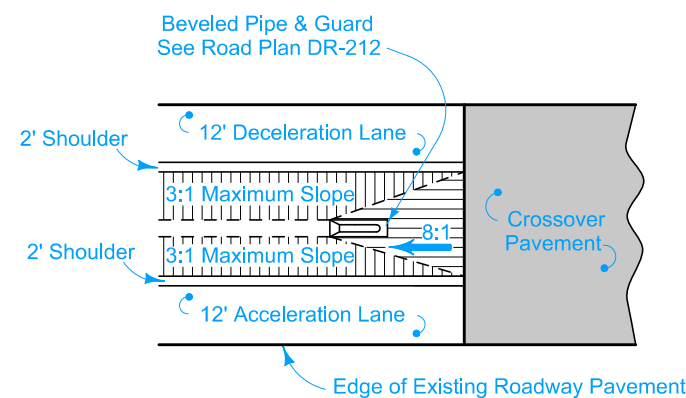 Beveled Pipe & Guard
See Road Plan DR-212
12' Deceleration Lane
2' Shoulder
3:1 Maximum Slope
8:1
Crossover
Pavement
2' Shoulder
3:1 Maximum Slope
12' Acceleration Lane
Edge of Existing Roadway Pavement